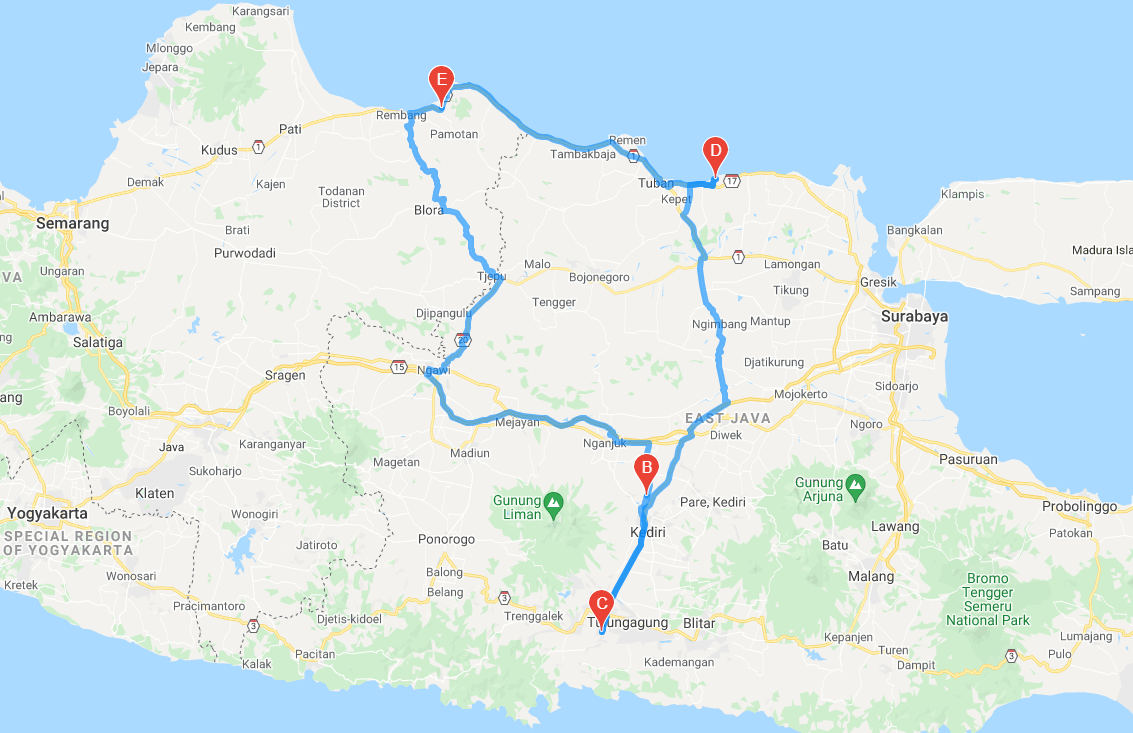 Karangsari
Kembang
Mlonggo
Jepara
E
Rembang
Pamotan
Pati
1
Kudus
Remen
Tambakbaja
1
D
17
Demak
Kajen
Todanan
District
Tuban
Kepet
Klampis
Blora
Semarang
Brati
Purwodadi
Bangkalan
Madura Isla
Ungaran
VA
Tjepu
Malo
Bojonegoro
1
Lamongan
Gresik
Sampang
Tikung
Tengger
Ambarawa
Djipangulu
Ngimbang
Mantup
Surabaya
ng
Salatiga
20
15
Ngawi
Sragen
Djatikurung
Sidoarjo
ang
Boyolali
Mojokerto
EAST JAVA
Mejayan
Ngoro
Diwek
Java
Karanganyar
Nganjuk
Madiun
Magetan
Pasuruan
Sukoharjo
B
Klaten
Gunung
Liman
Pare, Kediri
Gunung
Arjuna
Yogyakarta
Wonogiri
Probolinggo
Lawang
Patokan
SPECIAL REGION
OF YOGYAKARTA
Kediri
Ponorogo
Jatiroto
Batu
Balong
Malang
Bromo
Tengger
Semeru
National Park
Kretek
Wonosari
Belang
3
C
Pracimantoro
3
Djetis-kidoel
Trenggalek
Tulungagung
Blitar
Kepanjen
Lumajang
Turen
Pulo
3
Kalak
Pacitan
Kademangan
Dampit